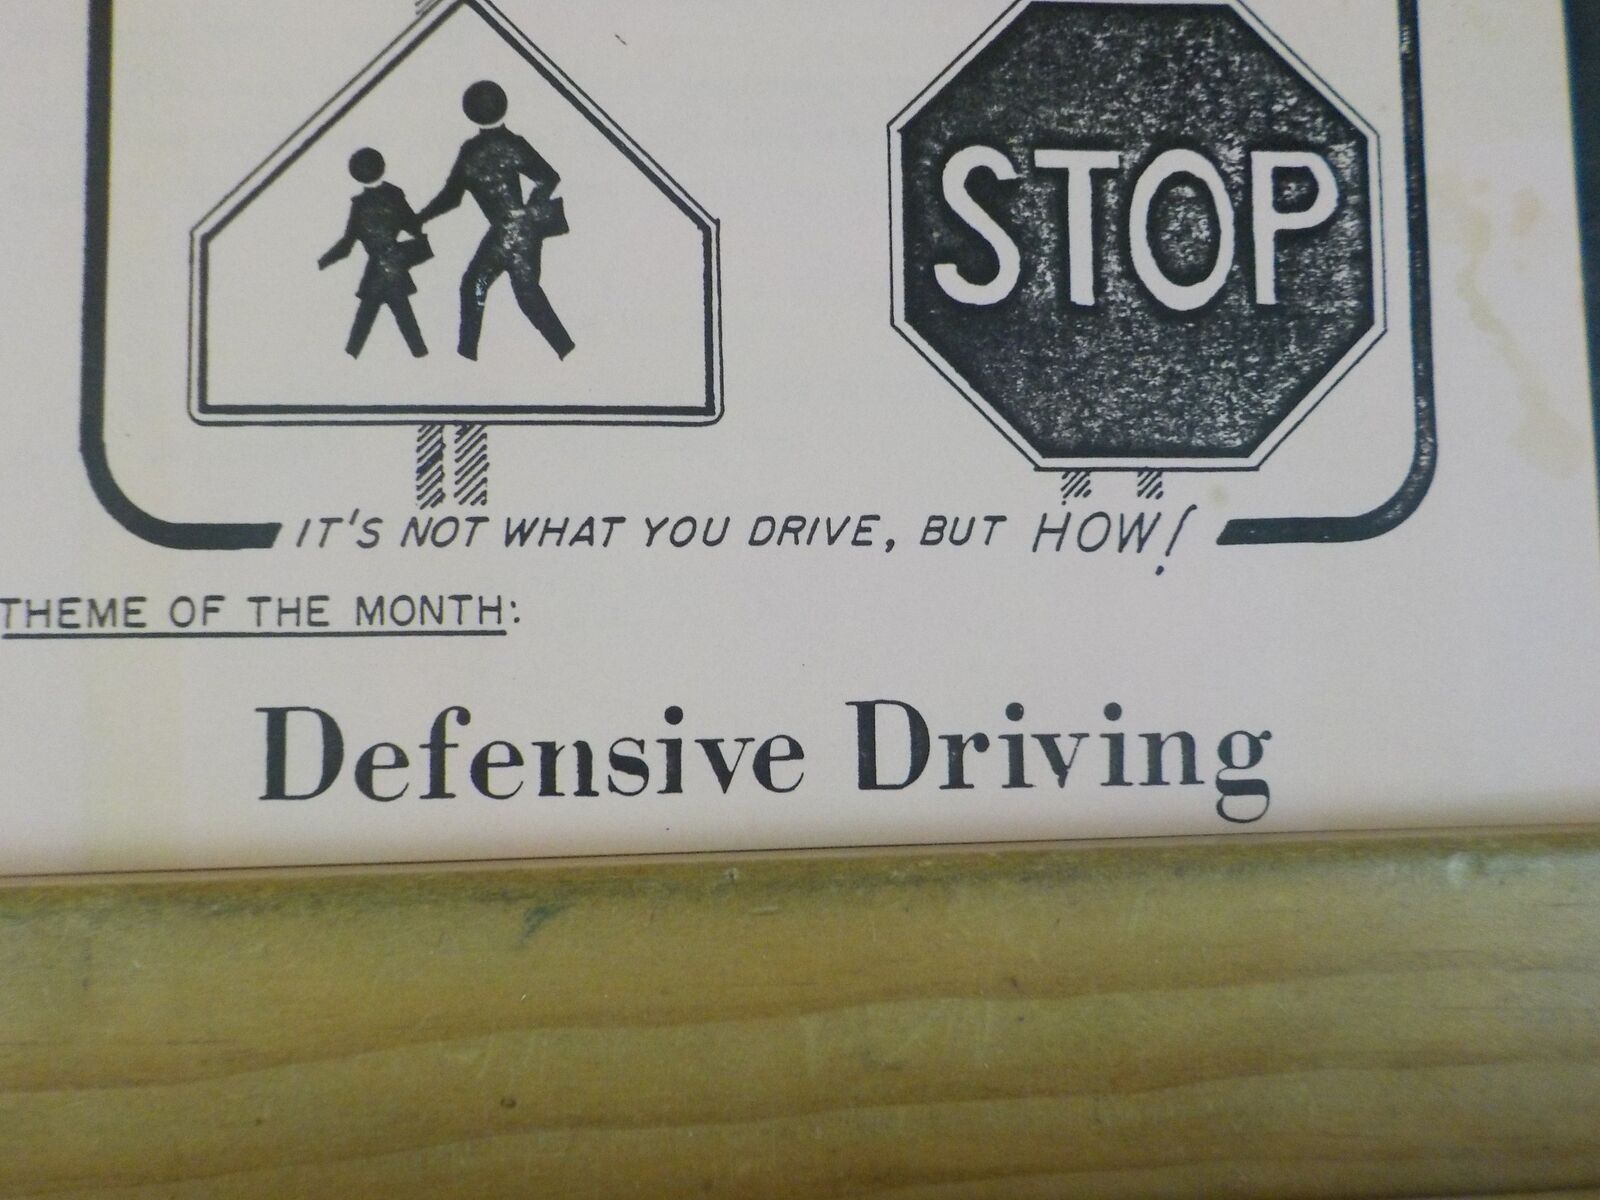 STOP
IT'S NOT WHAT YOU DRIVE, BUT HOW!
THEME OF THE MONTH:
Defensive Driving